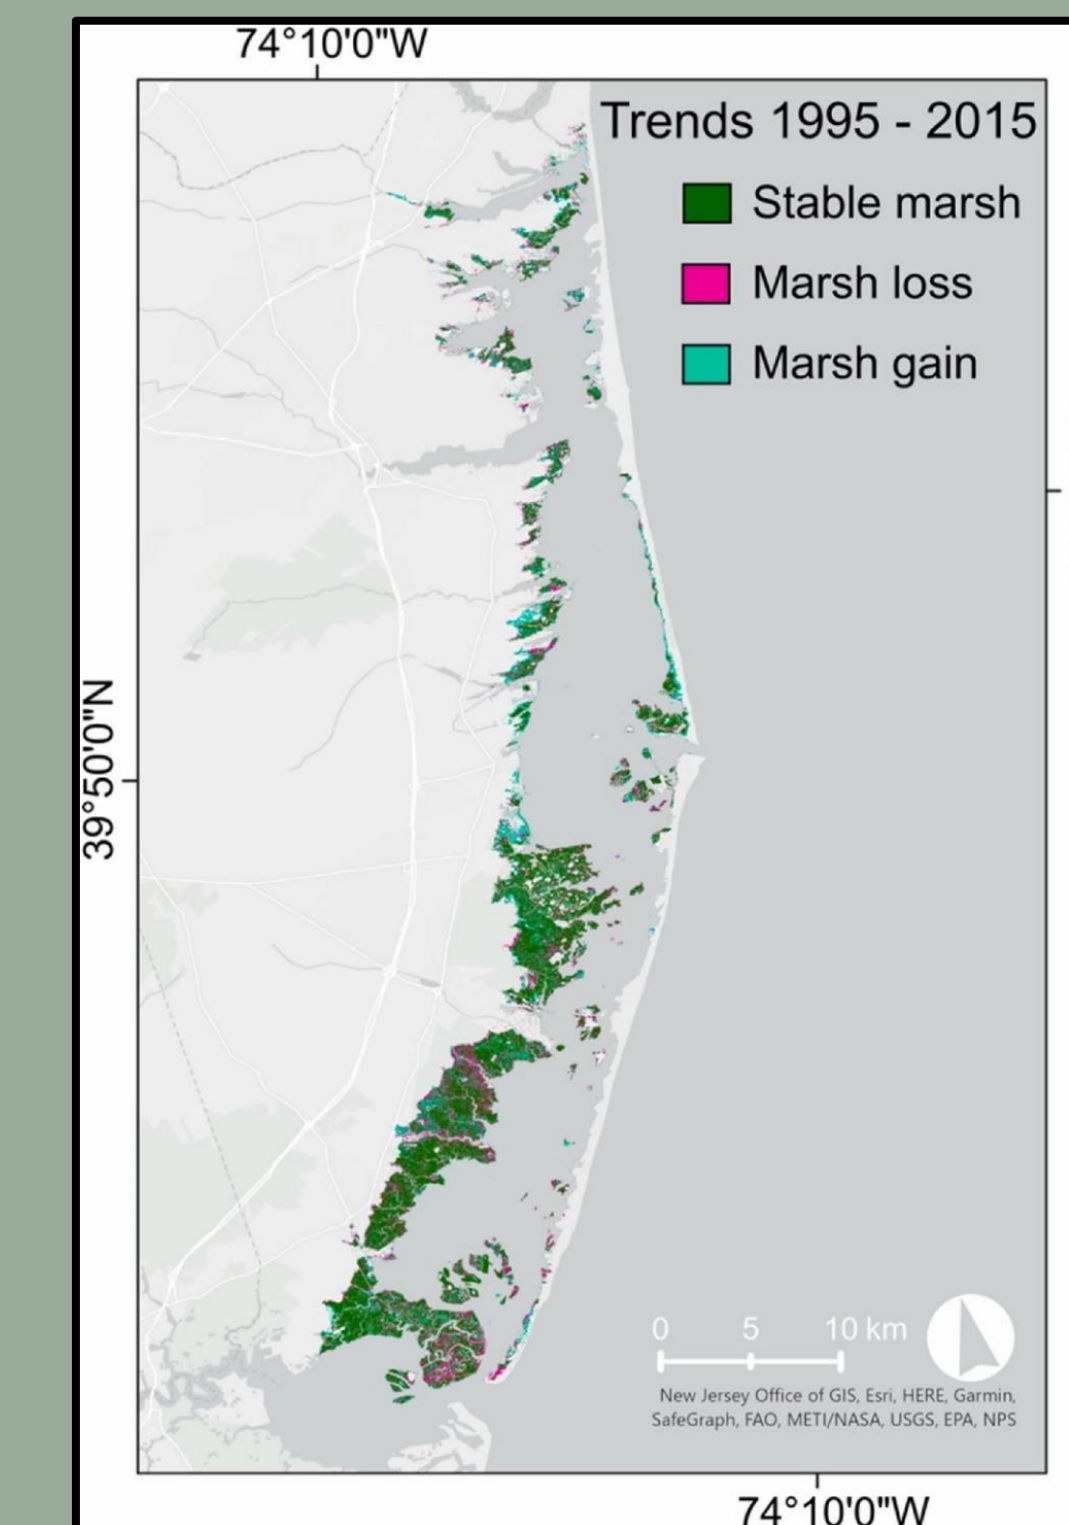 74°10'0"W
Trends 1995 - 2015
Stable marsh
Marsh loss
Marsh gain
39°50'0"N
0 5 10 km
New Jersey Office of GIS, Esri, HERE, Garmin,
SafeGraph, FAO, METI/NASA, USGS, EPA, NPS
74°10'0"W